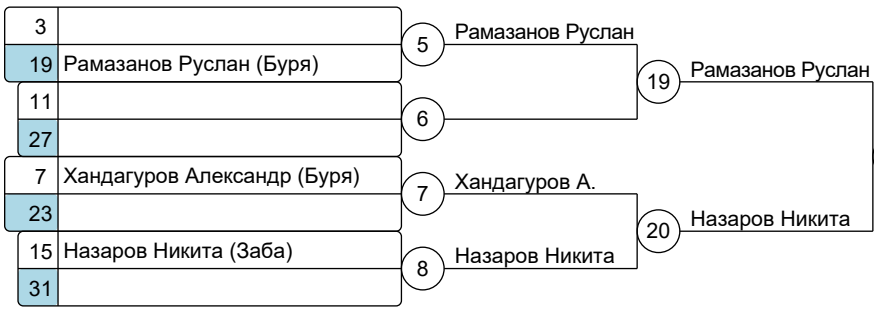 3
19 Рамазанов Руслан (Буря)
5
Рамазанов Руслан
11
27
6
19
Рамазанов Руслан
7 Хандагуров Александр (Буря)
23
7
Хандагуров А.
15 Назаров Никита (Заба)
31
8
Назаров Никита
20
Назаров Никита